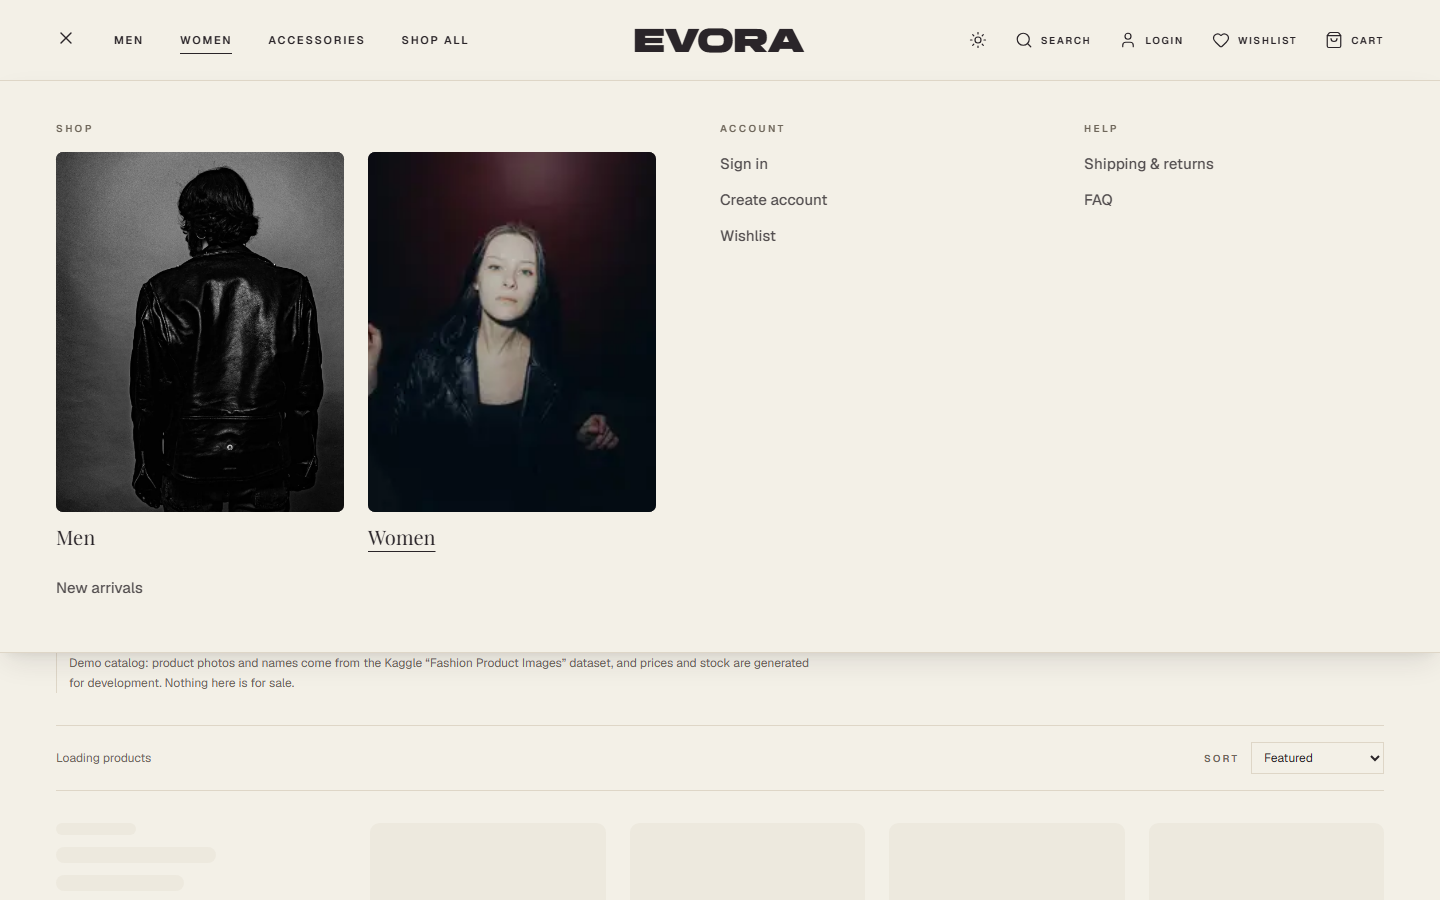 MEN
WOMEN
ACCESSORIES
SHOP ALL
EVORA
SEARCH
LOGIN
WISHLIST
CART
SHOP
Men
Women
New arrivals
ACCOUNT
Sign in
Create account
Wishlist
HELP
Shipping & returns
FAQ
Demo catalog: product photos and names come from the Kaggle “Fashion Product Images” dataset, and prices and stock are generated
for development. Nothing here is for sale.
Loading products
SORT
Featured